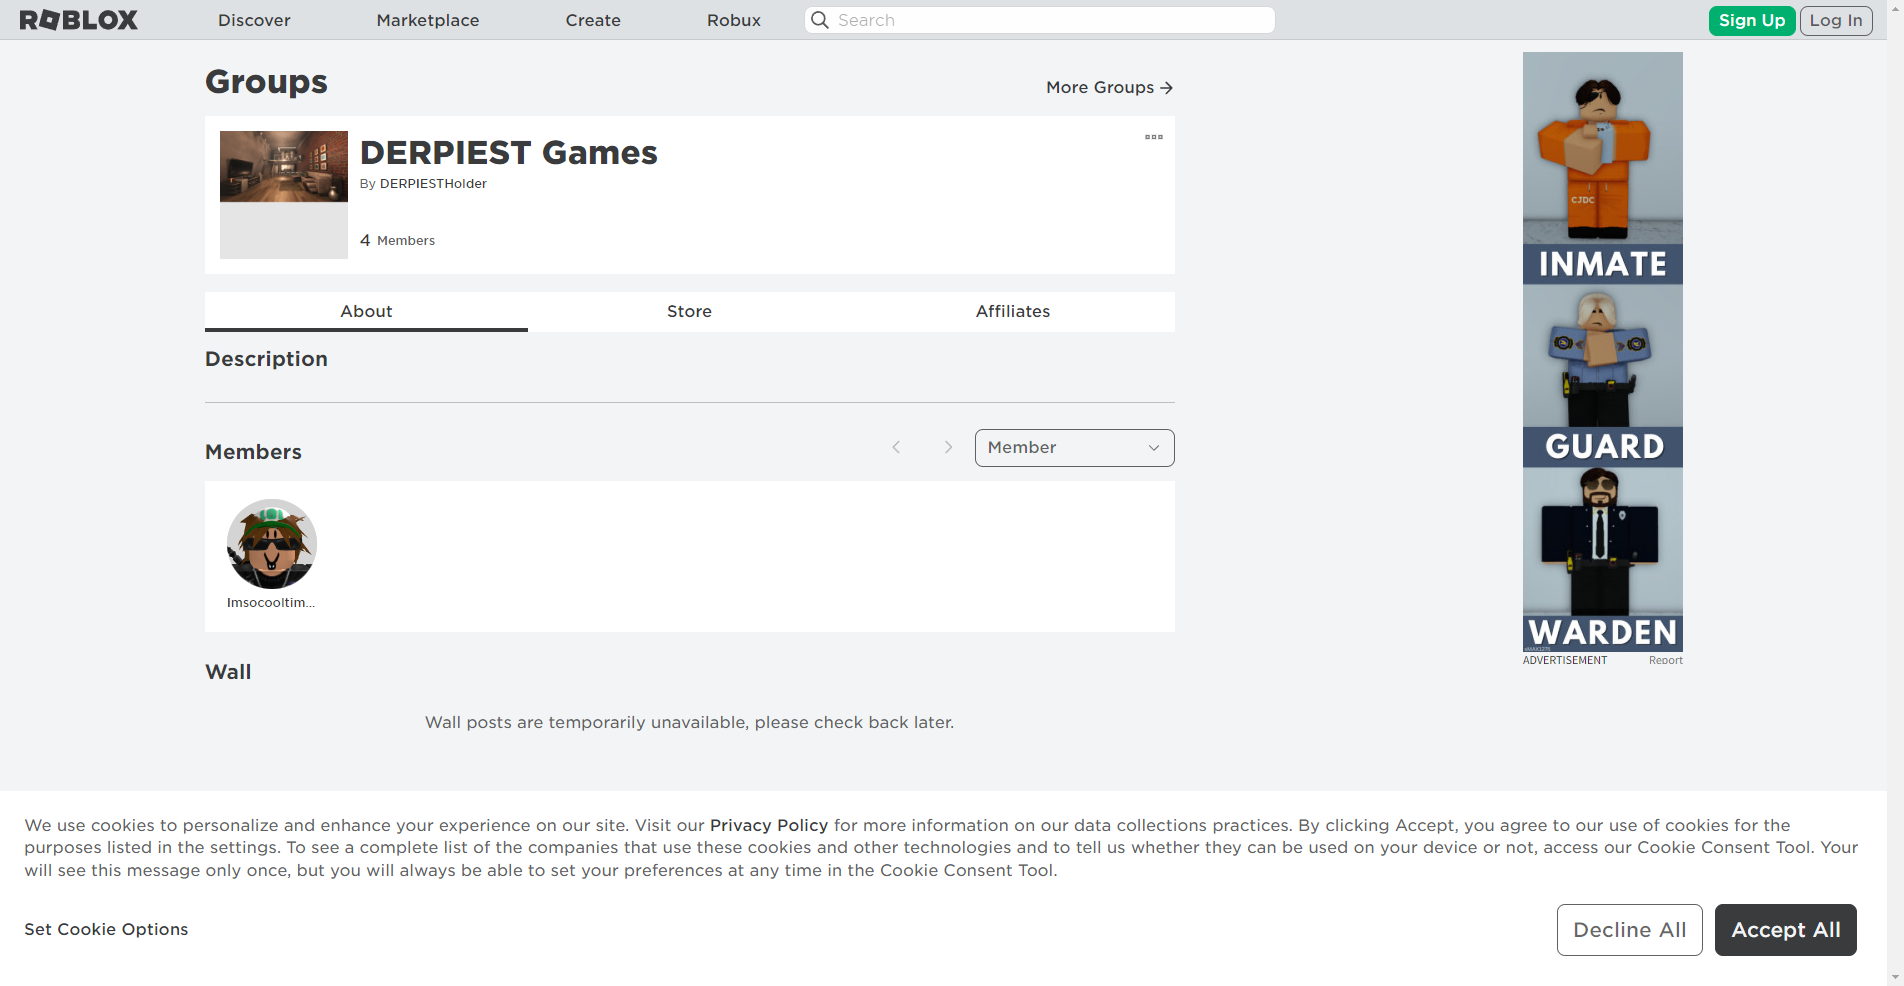 ROBLOX
Discover
Marketplace
Create
Robux
Search
Sign Up
Log In
Groups
More Groups
DERPIEST Games
By DERPIESTHolder
4 Members
About
Store
Affiliates
Description
Members
Member
Imsocooltim...
Wall
Wall posts are temporarily unavailable, please check back later.
CJDC
INMATE
GUARD
WARDEN
ADVERTISEMENT
Report
We use cookies to personalize and enhance your experience on our site. Visit our Privacy Policy for more information on our data collections practices. By clicking Accept, you agree to our use of cookies for the
purposes listed in the settings. To see a complete list of the companies that use these cookies and other technologies and to tell us whether they can be used on your device or not, access our Cookie Consent Tool. Your
will see this message only once, but you will always be able to set your preferences at any time in the Cookie Consent Tool.
Set Cookie Options
Decline All
Accept All